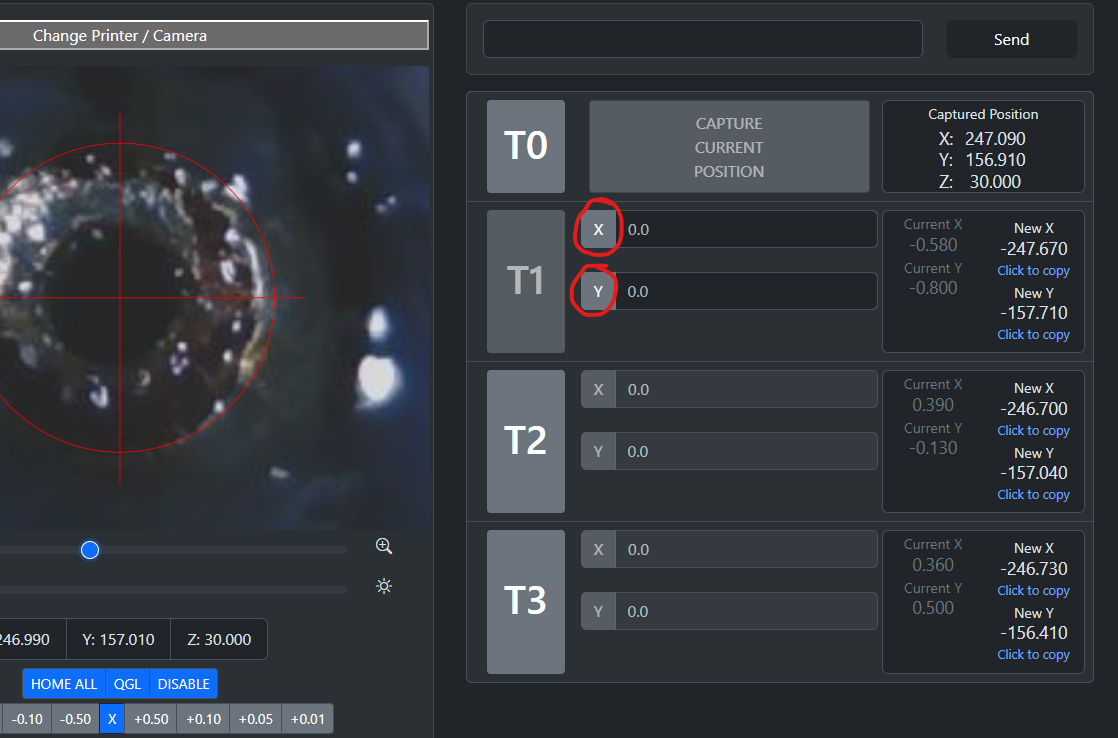 Change Printer / Camera
Send
T0
CAPTURE
CURRENT
POSITION
Captured Position
X: 247.090
Y: 156.910
Z: 30.000
T1
X 0.0
Y 0.0
Current X
-0.580
Current Y
-0.800
New X
-247.670
Click to copy
New Y
-157.710
Click to copy
T2
X 0.0
Y 0.0
Current X
0.390
Current Y
-0.130
New X
-246.700
Click to copy
New Y
-157.040
Click to copy
T3
X 0.0
Y 0.0
Current X
0.360
Current Y
0.500
New X
-246.730
Click to copy
New Y
-156.410
Click to copy
246.990 Y: 157.010 Z: 30.000
HOME ALL QGL DISABLE
-0.10 -0.50 X +0.50 +0.10 +0.05 +0.01